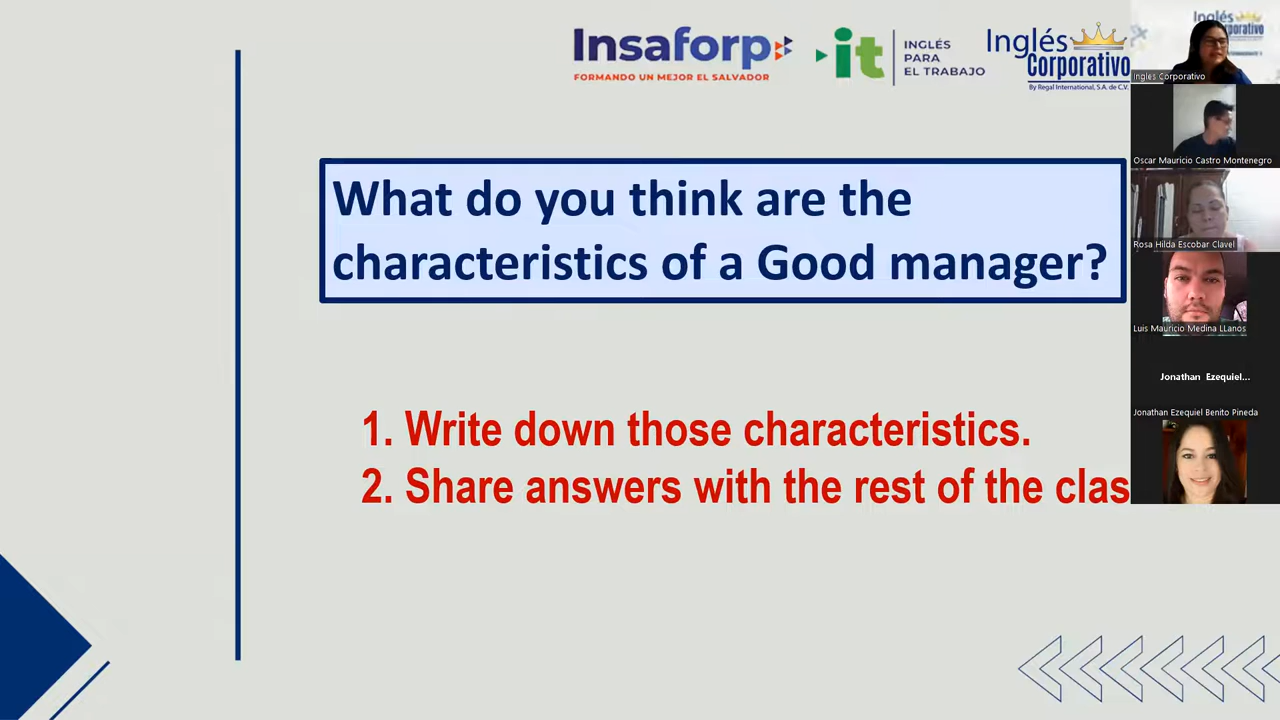 Insaforp
FORMANDO UN MEJOR EL SALVADOR
it
INGLÉS
PARA
EL TRABAJO
Inglés
Corporativo
By Regal International, S.A. de C.V.
What do you think are the
characteristics of a Good manager?
1. Write down those characteristics.
2. Share answers with the rest of the clas
Inglés
Corporativo
Ingles Corporativo
Oscar Mauricio Castro Montenegro
Rosa Hilda Escobar Clavel
Luis Mauricio Medina LLanos
Jonathan Ezequiel...
Jonathan Ezequiel Benito Pineda